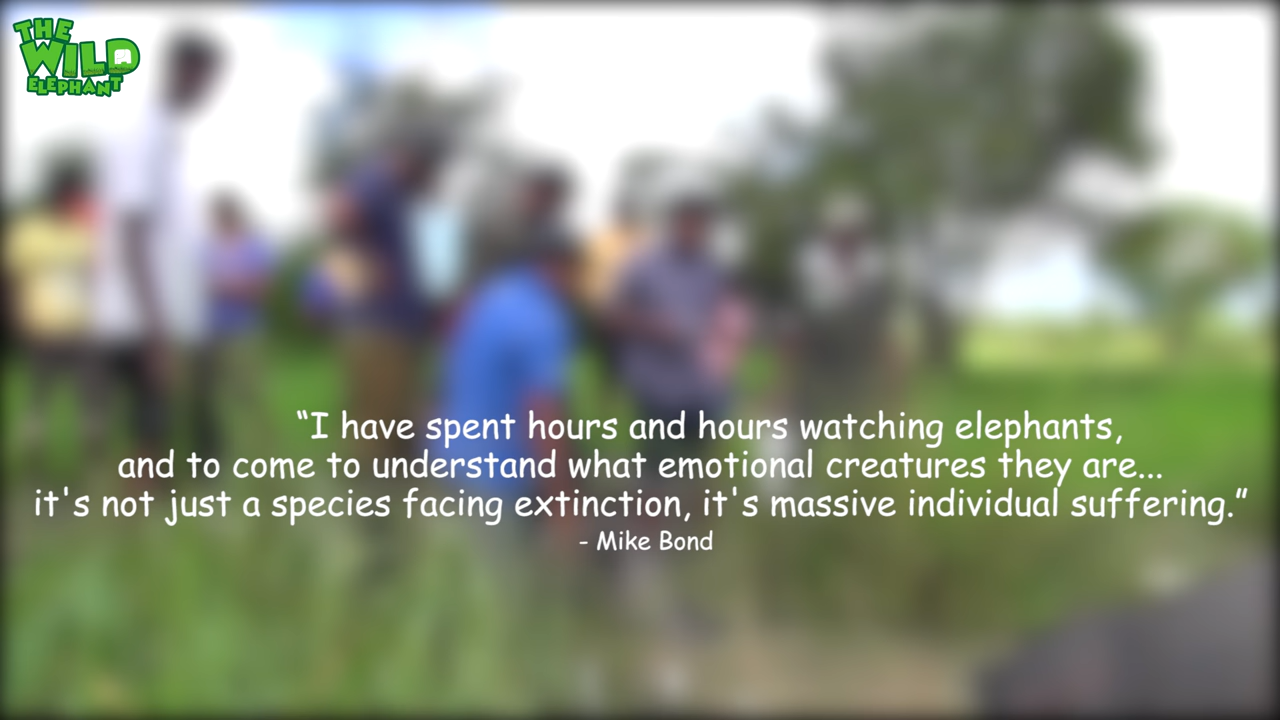 THE
WILD
ELEPHANT
“I have spent hours and hours watching elephants,
and to come to understand what emotional creatures they are...
it's not just a species facing extinction, it's massive individual suffering.”
- Mike Bond